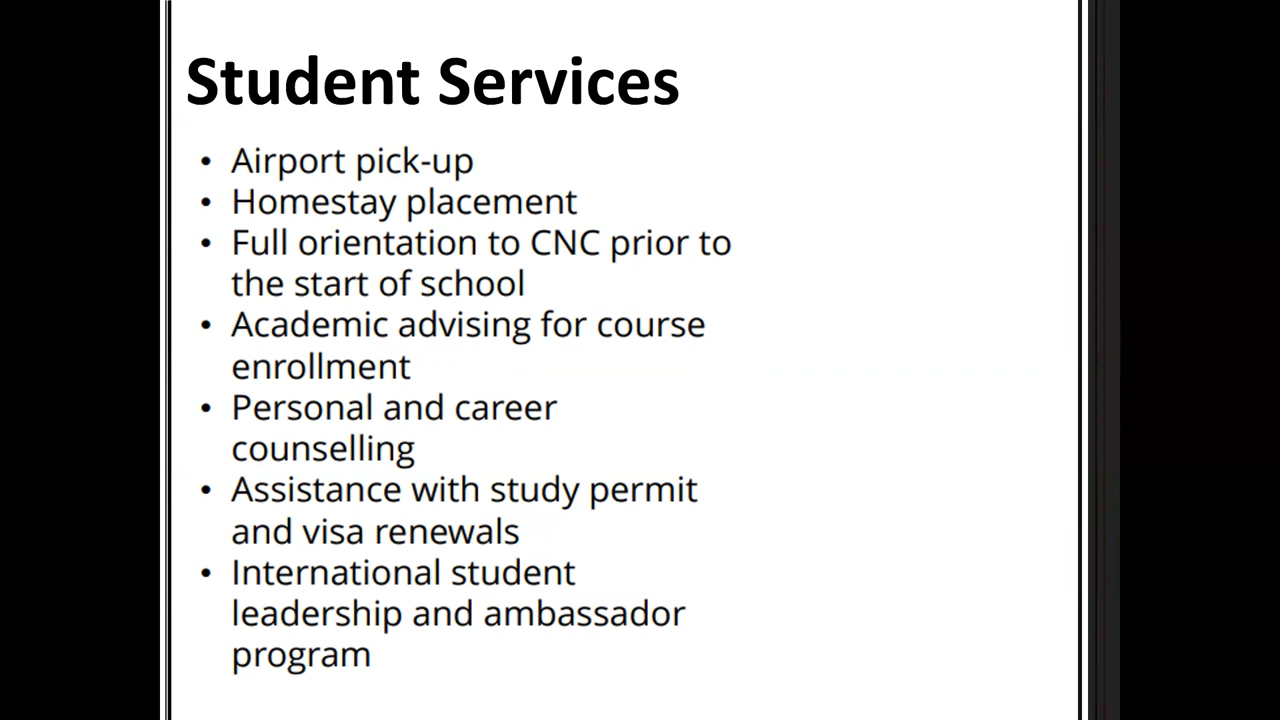 Student Services
• Airport pick-up
• Homestay placement
• Full orientation to CNC prior to
the start of school
• Academic advising for course
enrollment
• Personal and career
counselling
• Assistance with study permit
and visa renewals
• International student
leadership and ambassador
program